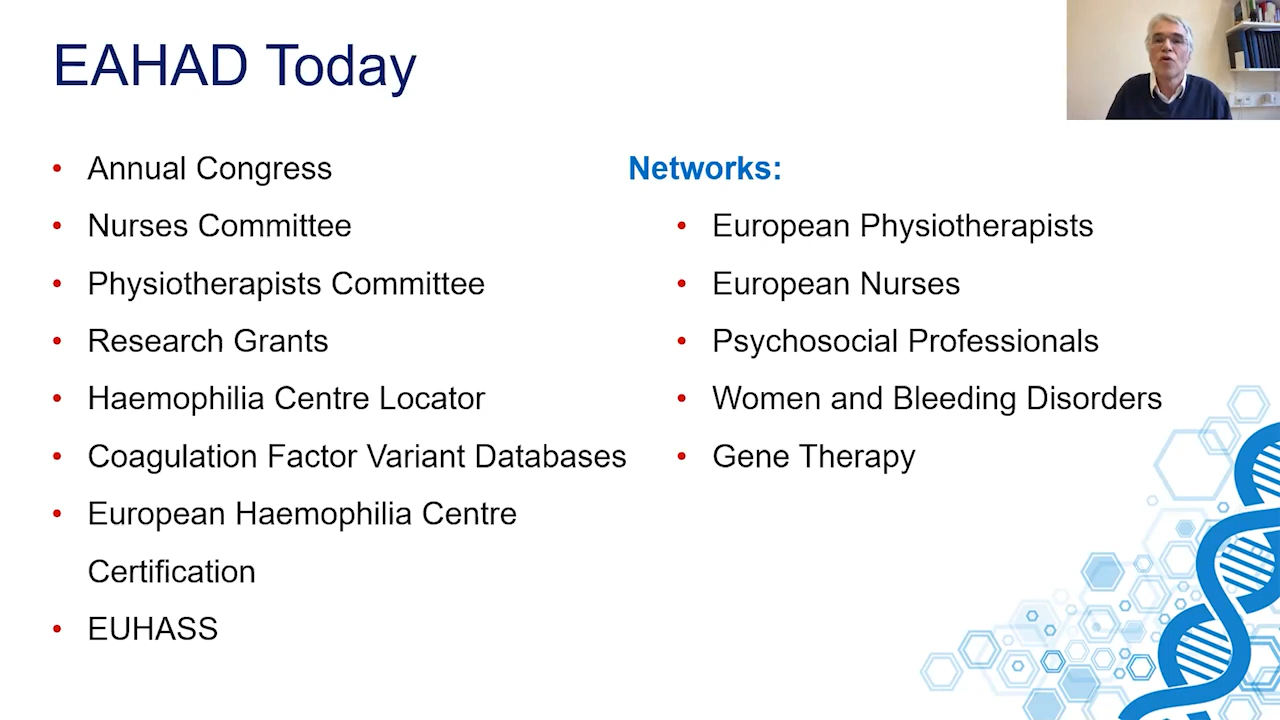 EAHAD Today
• Annual Congress
• Nurses Committee
• Physiotherapists Committee
• Research Grants
• Haemophilia Centre Locator
• Coagulation Factor Variant Databases
• European Haemophilia Centre
Certification
• EUHASS
Networks:
• European Physiotherapists
• European Nurses
• Psychosocial Professionals
• Women and Bleeding Disorders
• Gene Therapy